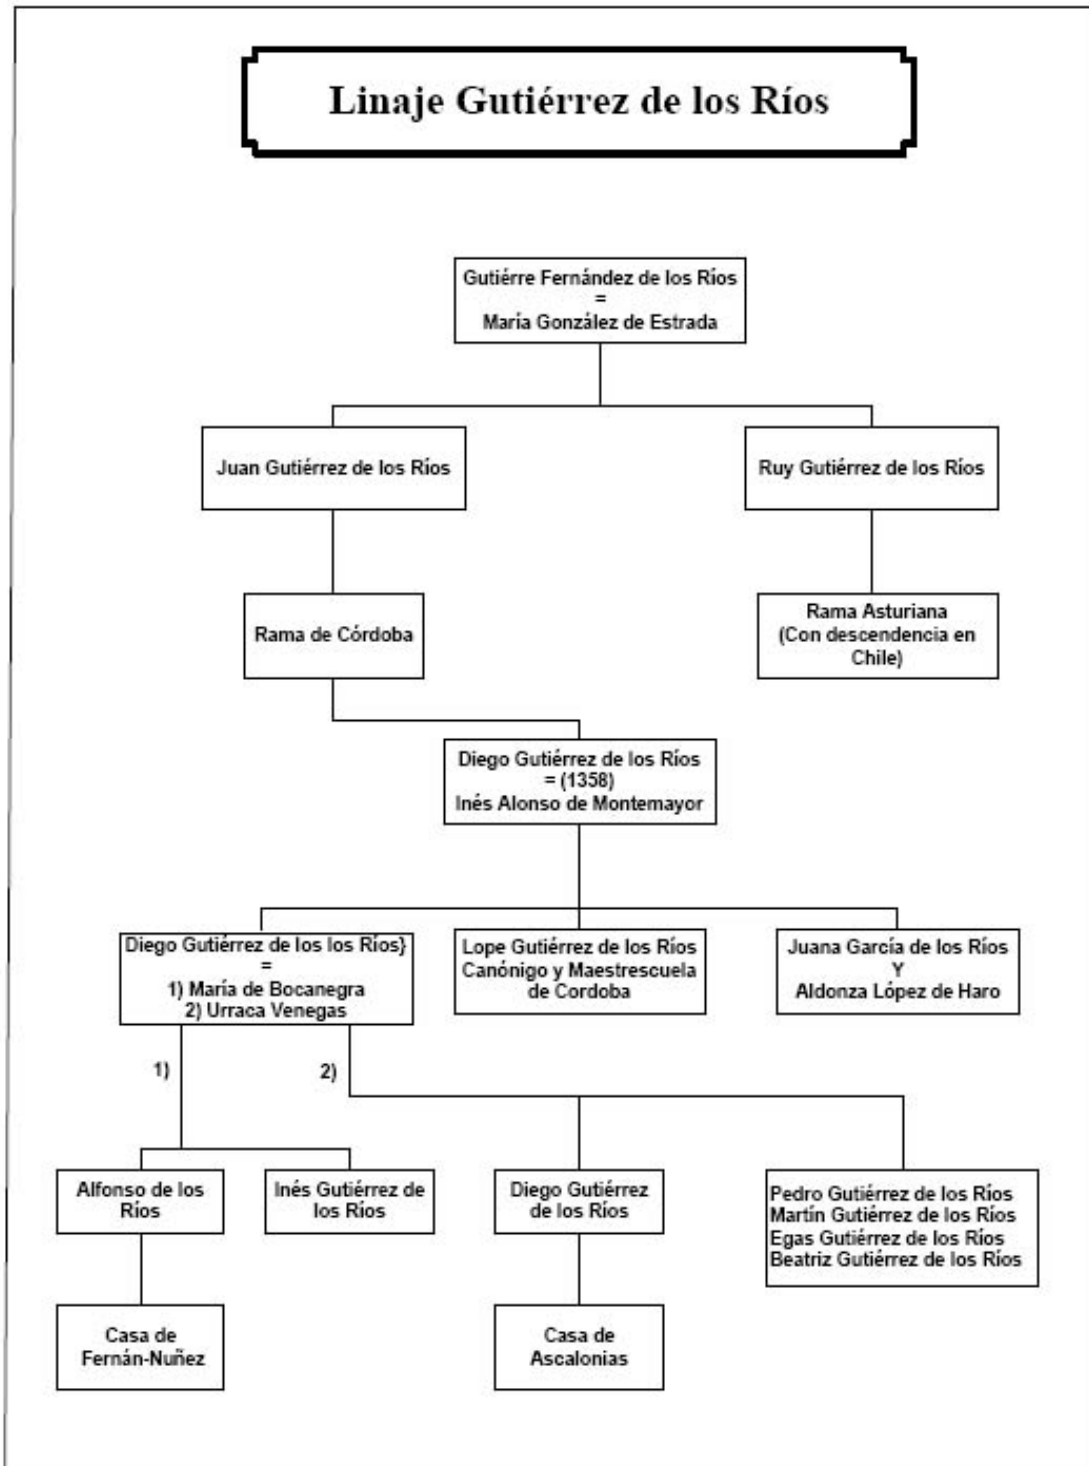 Linaje Gutiérrez de los Ríos
Gutiérre Fernández de los Ríos
=
María González de Estrada
Juan Gutiérrez de los Ríos
Ruy Gutiérrez de los Ríos
Rama de Córdoba
Rama Asturiana
(Con descendencia en
Chile)
Diego Gutiérrez de los Ríos
= (1358)
Inés Alonso de Montemayor
Diego Gutiérrez de los los Ríos}
=
1) María de Bocanegra
2) Urraca Venegas
Lope Gutiérrez de los Ríos
Canónigo y Maestrescuela
de Cordoba
Juana García de los Ríos
Y
Aldonza López de Haro
1)
2)
Alfonso de los
Ríos
Inés Gutiérrez de
los Ríos
Diego Gutiérrez
de los Ríos
Pedro Gutiérrez de los Ríos
Martín Gutiérrez de los Ríos
Egas Gutiérrez de los Ríos
Beatriz Gutiérrez de los Ríos
Casa de
Fernán-Nuñez
Casa de
Ascalonias